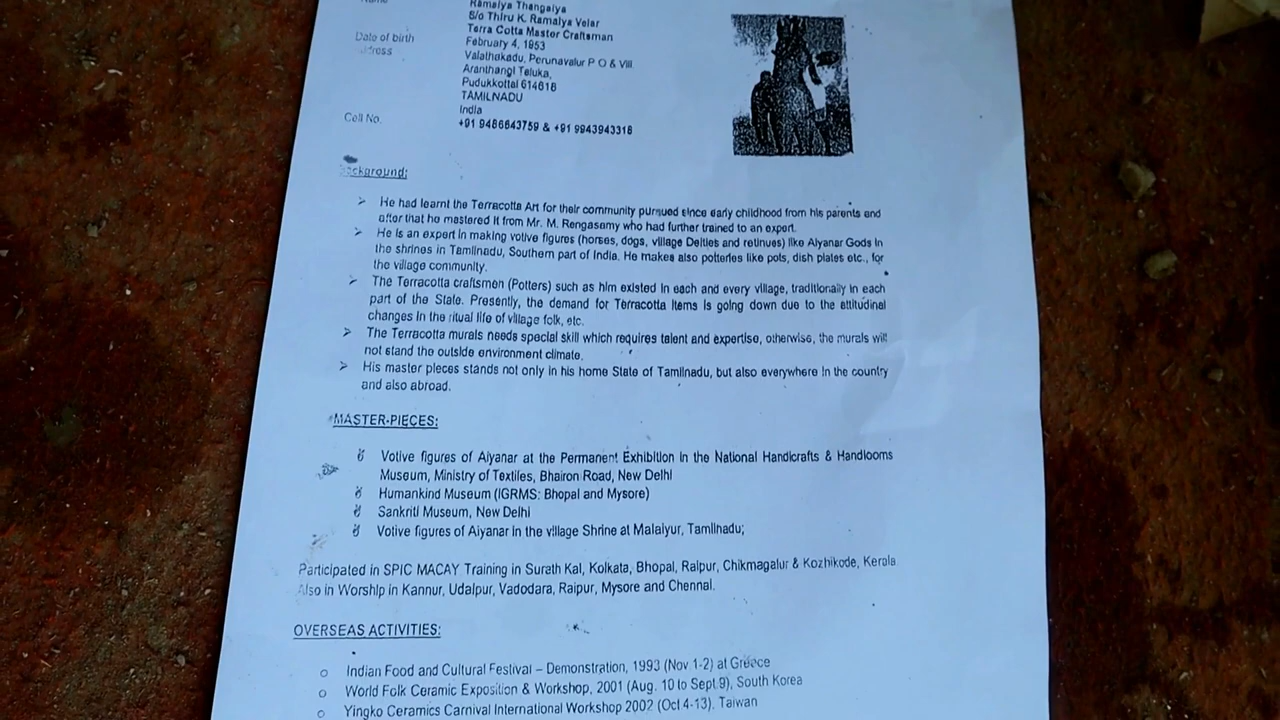 Name
Ramaiya Thangaiya
S/o Thiru K. Ramaiya Velar
Terra Cotta Master Craftsman
Date of birth
February 4, 1953
Address
Valathakadu, Perunavalur P O & Vill
Aranthangi Taluka,
Pudukkottai 614618
TAMILNADU
India
Cell No.
+91 9486643759 & +91 9943943318
Background:
➢ He had learnt the Terracotta Art for their community pursued since early childhood from his parents and
after that he mastered it from Mr. M. Rengasamy who had further trained to an expert.
➢ He is an expert in making votive figures (horses, dogs, village Deities and retinues) like Aiyanar Gods in
the shrines in Tamilnadu, Southern part of India. He makes also potteries like pots, dish plates etc., for
the village community.
➢ The Terracotta craftsmen (Potters) such as him existed in each and every village, traditionally in each
part of the State. Presently, the demand for Terracotta items is going down due to the attitudinal
changes in the ritual life of village folk, etc.
➢ The Terracotta murals needs special skill which requires talent and expertise, otherwise, the murals will
not stand the outside environment climate.
➢ His master pieces stands not only in his home State of Tamilnadu, but also everywhere in the country
and also abroad.
MASTER-PIECES:
Votive figures of Aiyanar at the Permanent Exhibition in the National Handicrafts & Handlooms
Museum, Ministry of Textiles, Bhairon Road, New Delhi
Humankind Museum (IGRMS: Bhopal and Mysore)
Sankriti Museum, New Delhi
Votive figures of Aiyanar in the village Shrine at Malaiyur, Tamilnadu;
Participated in SPIC MACAY Training in Surath Kal, Kolkata, Bhopal, Raipur, Chikmagalur & Kozhikode, Kerala
Also in Worship in Kannur, Udaipur, Vadodara, Raipur, Mysore and Chennai.
OVERSEAS ACTIVITIES:
o Indian Food and Cultural Festival – Demonstration, 1993 (Nov 1-2) at Greece
o World Folk Ceramic Exposition & Workshop, 2001 (Aug. 10 to Sept.9), South Korea
o Yingko Ceramics Carnival International Workshop 2002 (Oct 4-13), Taiwan